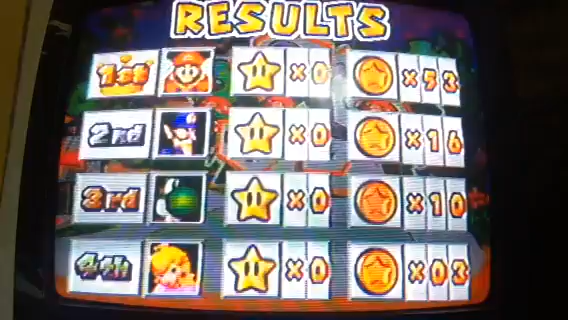 RESULTS
1st ×0 ×53
2nd ×0 ×16
3rd ×0 ×10
4th ×0 ×03